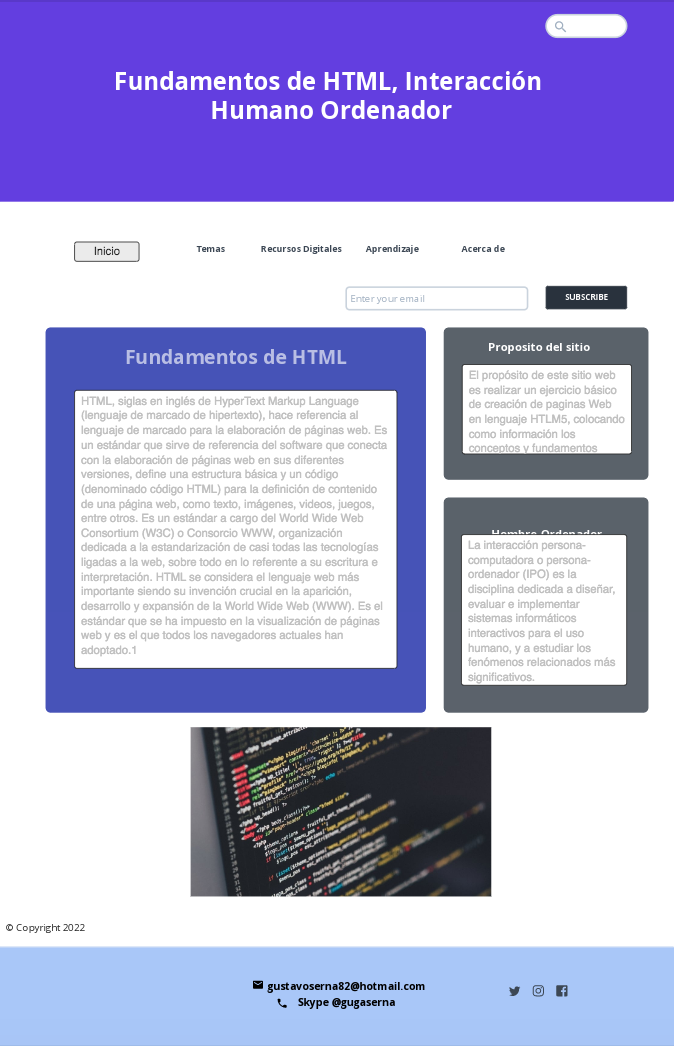 Fundamentos de HTML, Interacción
Humano Ordenador
Inicio
Temas
Recursos Digitales
Aprendizaje
Acerca de
Enter your email
SUBSCRIBE
Fundamentos de HTML
HTML, siglas en inglés de HyperText Markup Language
(lenguaje de marcado de hipertexto), hace referencia al
lenguaje de marcado para la elaboración de páginas web. Es
un estándar que sirve de referencia del software que conecta
con la elaboración de páginas web en sus diferentes
versiones, define una estructura básica y un código
(denominado código HTML) para la definición de contenido
de una página web, como texto, imágenes, videos, juegos,
entre otros. Es un estándar a cargo del World Wide Web
Consortium (W3C) o Consorcio WWW, organización
dedicada a la estandarización de casi todas las tecnologías
ligadas a la web, sobre todo en lo referente a su escritura e
interpretación. HTML se considera el lenguaje web más
importante siendo su invención crucial en la aparición,
desarrollo y expansión de la World Wide Web (WWW). Es el
estándar que se ha impuesto en la visualización de páginas
web y es el que todos los navegadores actuales han
adoptado.1
Proposito del sitio
El propósito de este sitio web
es realizar un ejercicio básico
de creación de paginas Web
en lenguaje HTLM5, colocando
como información los
conceptos y fundamentos
Hombre Ordenador
La interacción persona-
computadora o persona-
ordenador (IPO) es la
disciplina dedicada a diseñar,
evaluar e implementar
sistemas informáticos
interactivos para el uso
humano, y a estudiar los
fenómenos relacionados más
significativos.
© Copyright 2022
gustavoserna82@hotmail.com
Skype @gugaserna